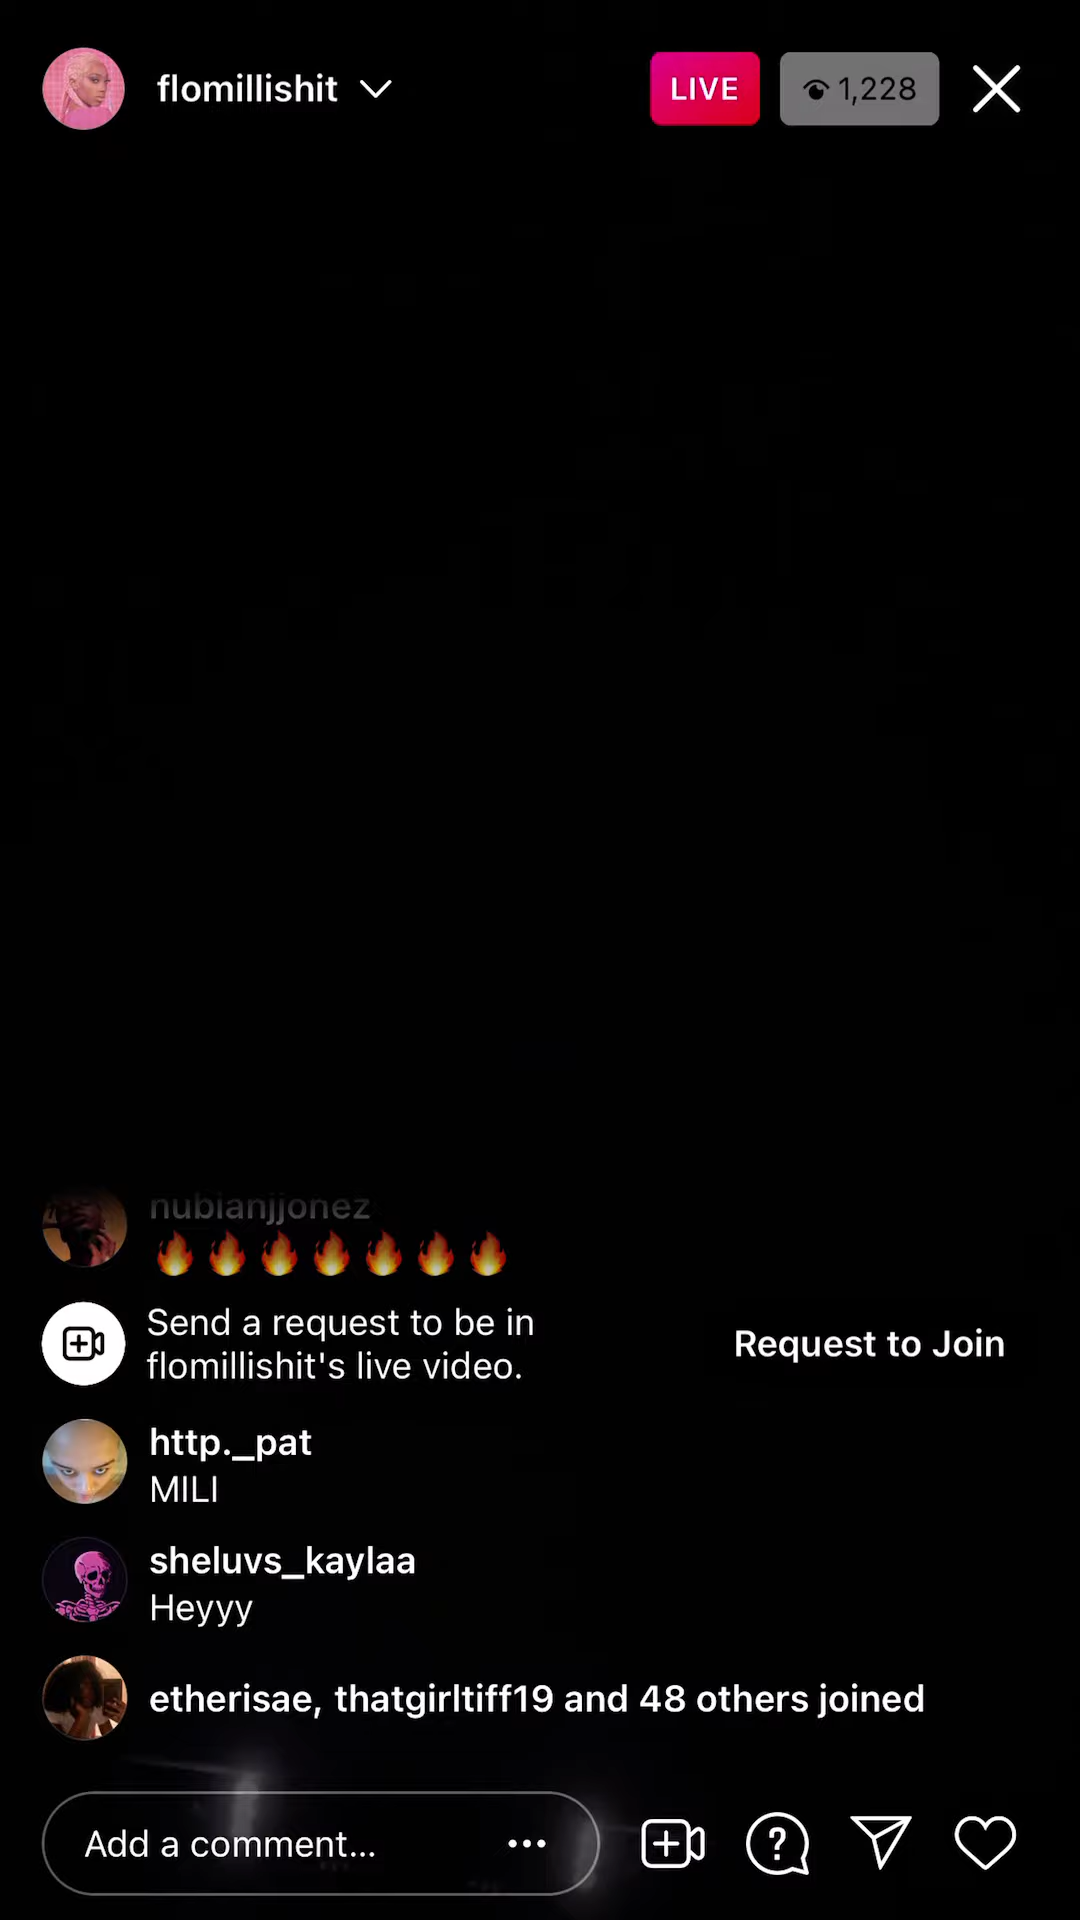 flomillishit
LIVE
1,228
nubianjjonez
🔥🔥🔥🔥🔥🔥🔥
Send a request to be in
flomillishit's live video.
Request to Join
http._pat
MILI
sheluvs_kaylaa
Heyyy
etherisae, thatgirltiff19 and 48 others joined
Add a comment...